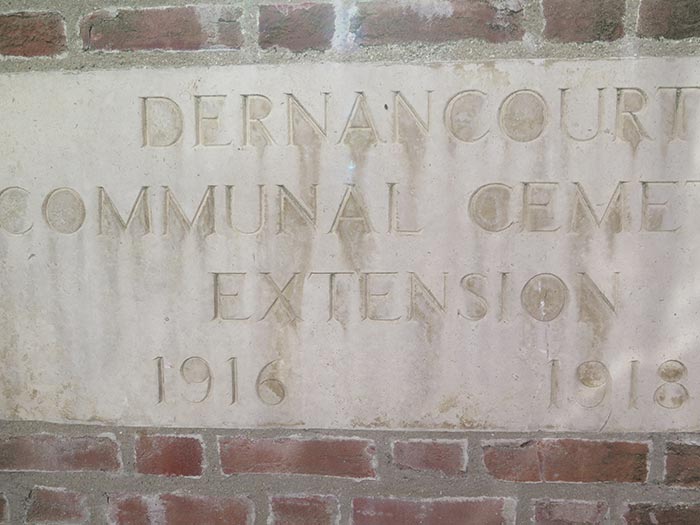 DERNANCOURT
COMMUNAL CEMET
EXTENSION
1916 1918